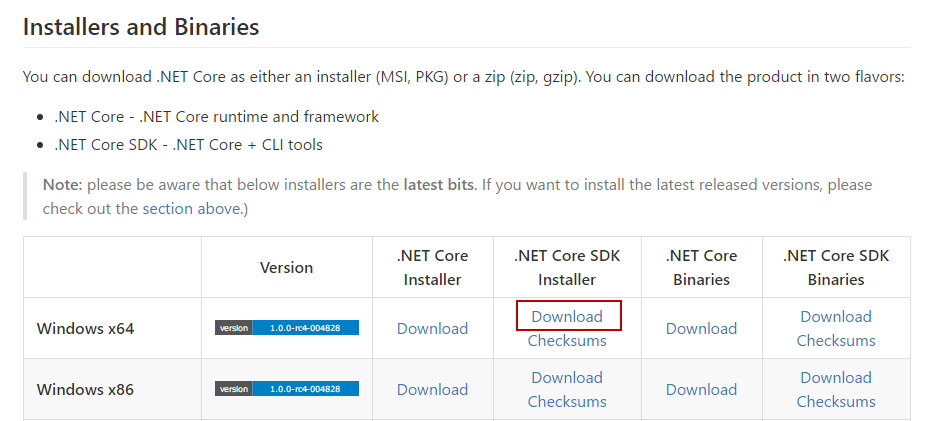 Installers and Binaries
You can download .NET Core as either an installer (MSI, PKG) or a zip (zip, gzip). You can download the product in two flavors:
• .NET Core - .NET Core runtime and framework
• .NET Core SDK - .NET Core + CLI tools
Note: please be aware that below installers are the latest bits. If you want to install the latest released versions, please
check out the section above.)
Version .NET Core Installer .NET Core SDK Installer .NET Core Binaries .NET Core SDK Binaries
Windows x64 version 1.0.0-rc4-004828 Download Download Checksums Download Download Checksums
Windows x86 version 1.0.0-rc4-004828 Download Download Checksums Download Download Checksums